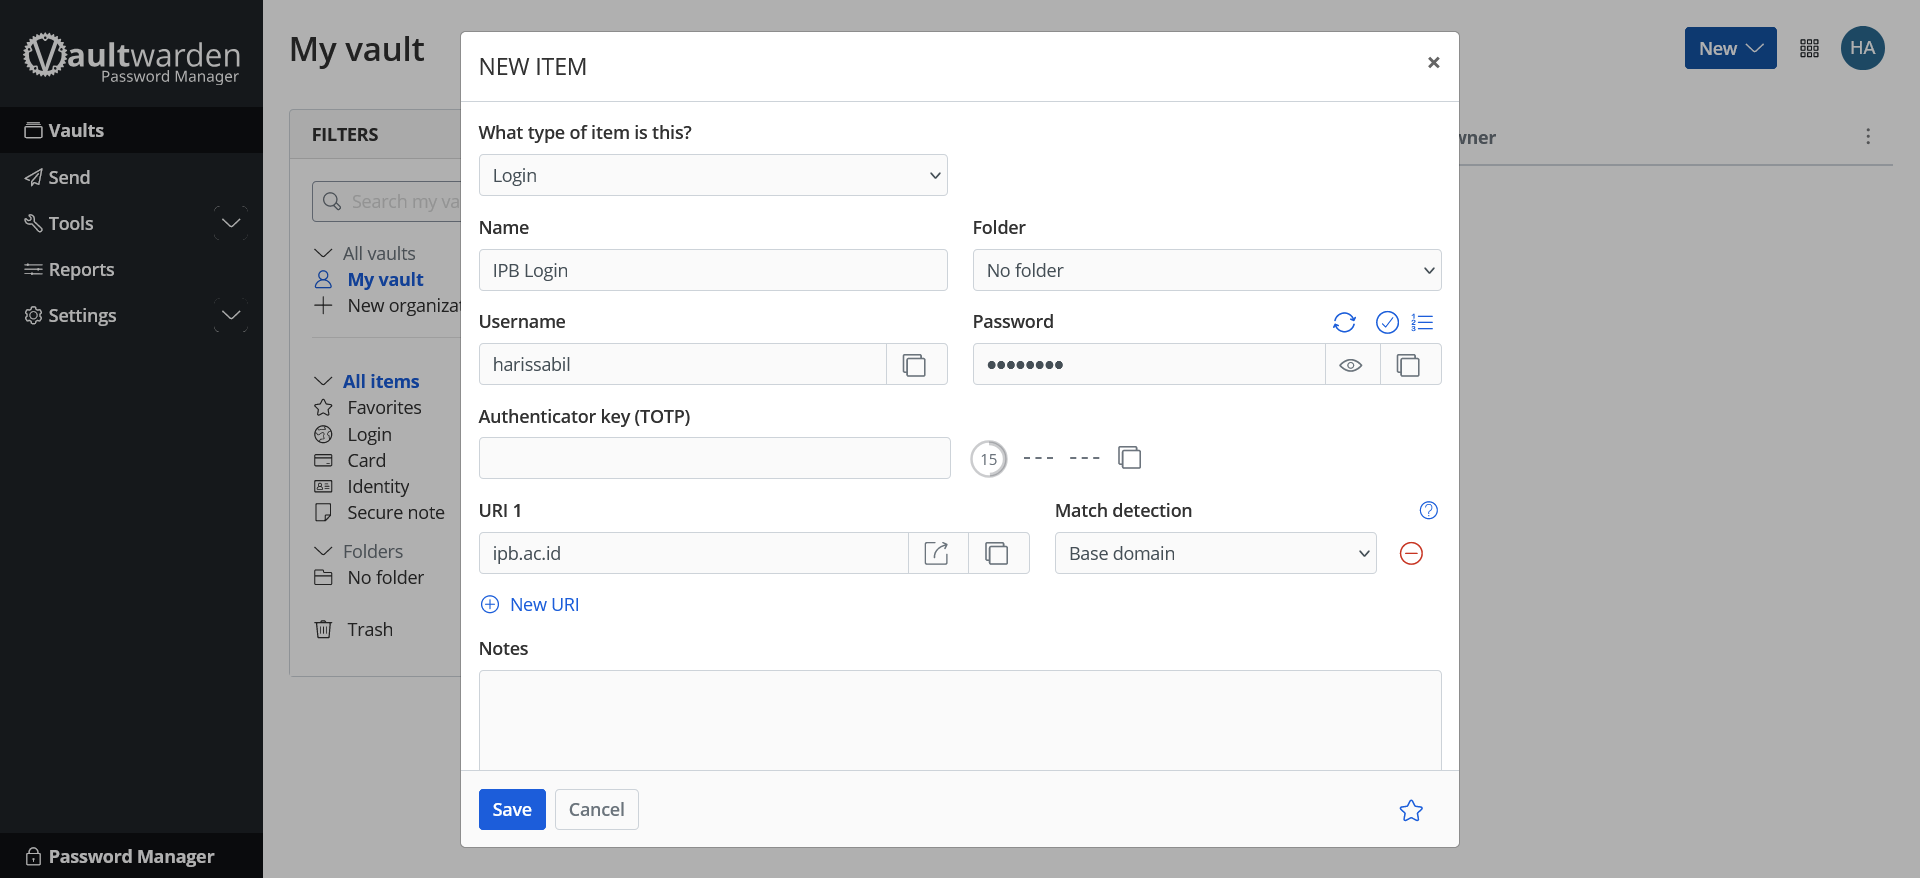 Vaultwarden
Password Manager
Vaults
Send
Tools
Reports
Settings
Password Manager
My vault
New
HA
FILTERS
Search my va
All vaults
My vault
New organizat
All items
Favorites
Login
Card
Identity
Secure note
Folders
No folder
Trash
wner
NEW ITEM
What type of item is this?
Login
Name
Folder
IPB Login
No folder
Username
Password
harissabil
••••••••
Authenticator key (TOTP)
15
--- ---
URI 1
Match detection
ipb.ac.id
Base domain
New URI
Notes
Save
Cancel